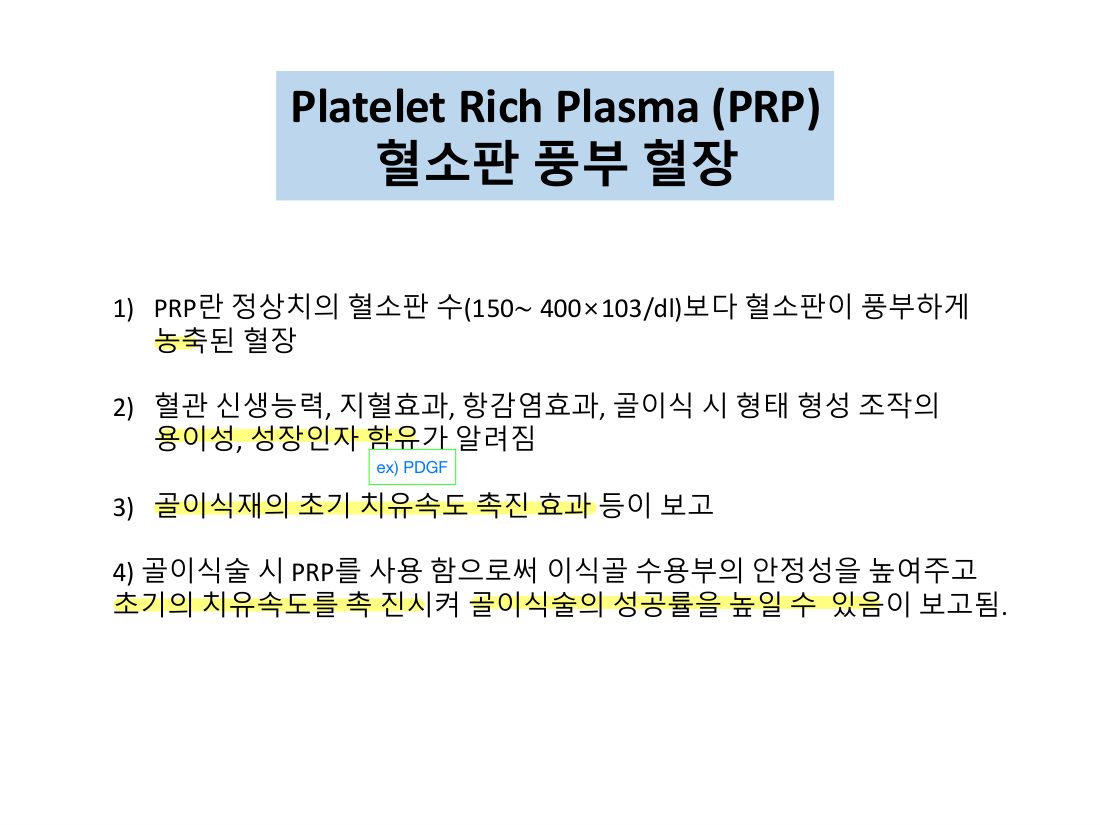 Platelet Rich Plasma (PRP)
혈소판 풍부 혈장
1) PRP란 정상치의 혈소판 수(150~ 400×103/dl)보다 혈소판이 풍부하게
농축된 혈장
2) 혈관 신생능력, 지혈효과, 항감염효과, 골이식 시 형태 형성 조작의
용이성, 성장인자 함유가 알려짐
ex) PDGF
3) 골이식재의 초기 치유속도 촉진 효과 등이 보고
4) 골이식술 시 PRP를 사용 함으로써 이식골 수용부의 안정성을 높여주고
초기의 치유속도를 촉 진시켜 골이식술의 성공률을 높일 수  있음이 보고됨.